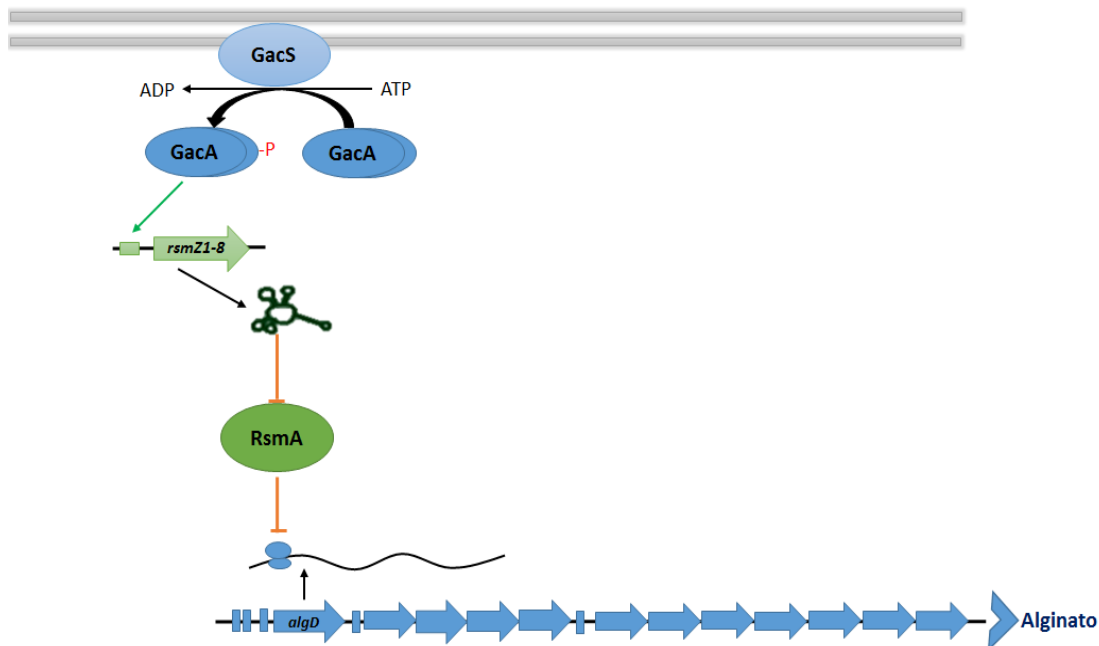 GacS
ADP
ATP
GacA
-P
GacA
rsmZ1-8
RsmA
algD
Alginato